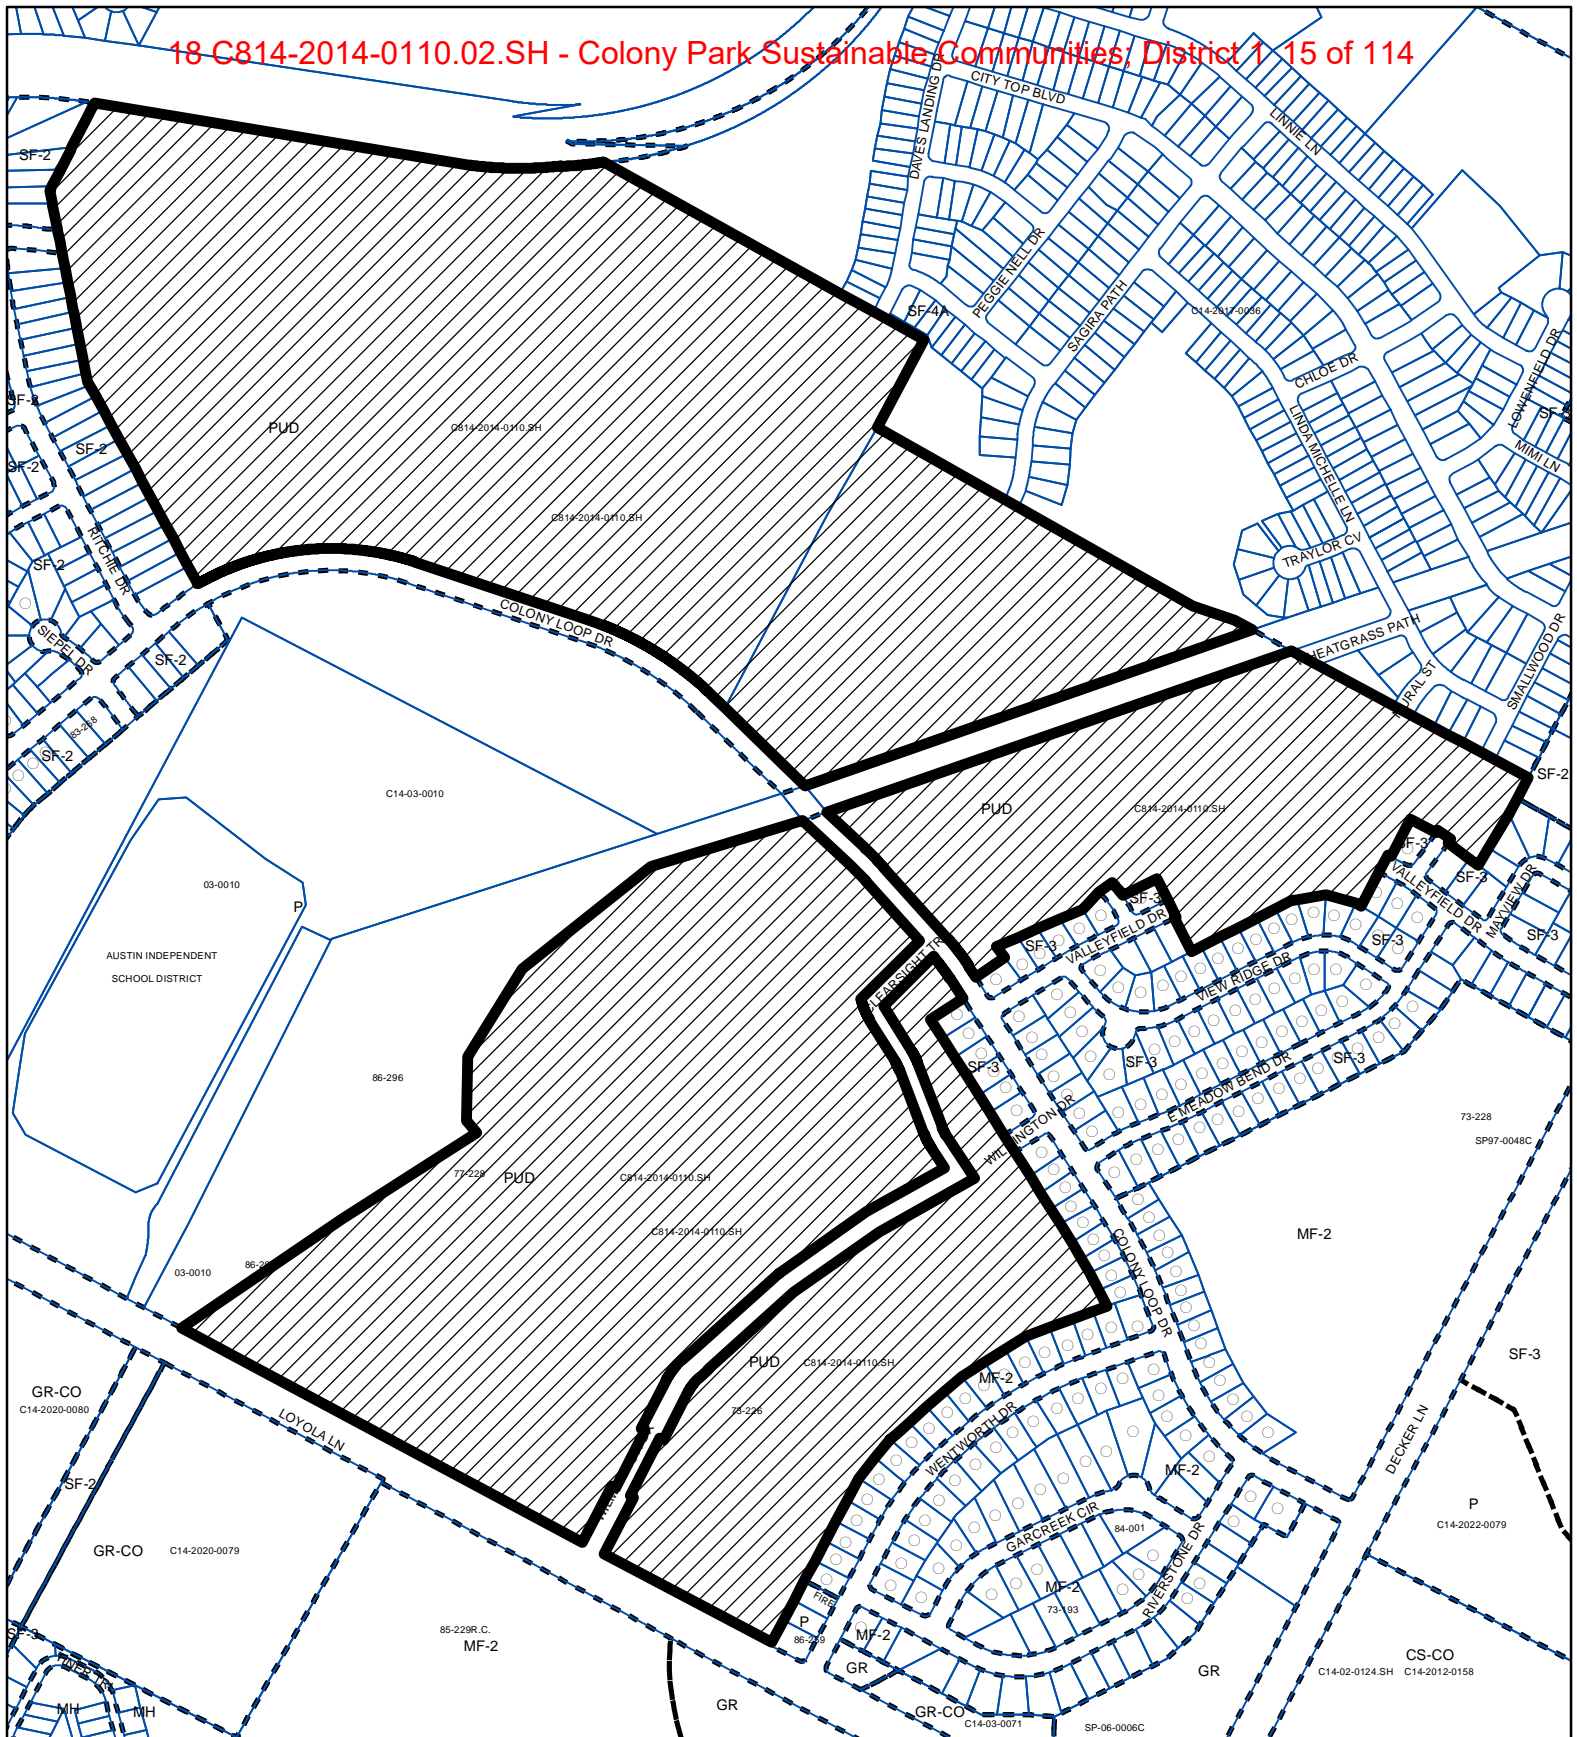 18 C814-2014-0110.02.SH - Colony Park Sustainable Communities; District 1 15 of 114
CITY TOP BLVD
DAVES LANDING DR
LINNIE LN
SF-2
PEGGIE NELL DR
SAGIRA PATH
SF-4A
C14-2017-0036
CHLOE DR
LOWENFIELD DR
LINDA MICHELLE LN
MIMI LN
SF-2
SF-2
SF-2
PUD
C814-2014-0110.SH
C814-2014-0110.SH
RITCHIE DR
SF-2
TRAYLOR CV
COLONY LOOP DR
SIEPEL DR
SF-2
HEATGRASS PATH
SMALLWOOD DR
URAL ST
83-268
SF-2
SF-2
C14-03-0010
PUD
C814-2014-0110.SH
SF-3
VALLEYFIELD DR
SF-3
MAYVIEW DR
SF-3
03-0010
P
AUSTIN INDEPENDENT
SCHOOL DISTRICT
SF-3
VALLEYFIELD DR
SF-3
SF-3
CLEARSIGHT TR
VIEW RIDGE DR
SF-3
SF-3
SF-3
E MEADOW BEND DR
86-296
WILMINGTON DR
73-228
SP97-0048C
77-228
PUD
C814-2014-0110.SH
C814-2014-0110.SH
MF-2
COLONY LOOP DR
03-0010
PUD
C814-2014-0110.SH
SF-3
MF-2
GR-CO
C14-2020-0080
LOYOLA LN
73-226
WENTWORTH DR
DECKER LN
SF-2
MF-2
P
C14-2022-0079
GARCREEK CIR
84-001
RIVERSTONE DR
GR-CO
C14-2020-0079
MF-2
73-193
FIRE
P
86-259
MF-2
SF-3
85-229R.C.
MF-2
CS-CO
C14-02-0124.SH
C14-2012-0158
GR
GR
MH
MH
GR
GR-CO
C14-03-0071
SP-06-0006C